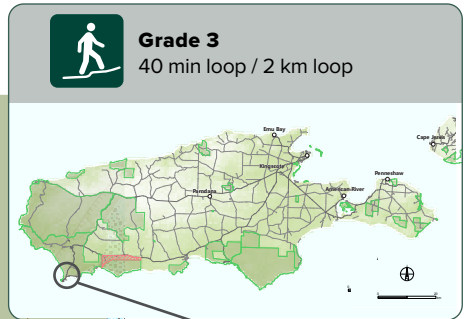 Grade 3
40 min loop / 2 km loop
Emu Bay
Cape Jervis
Kingscote
Penneshaw
Parndana
American River